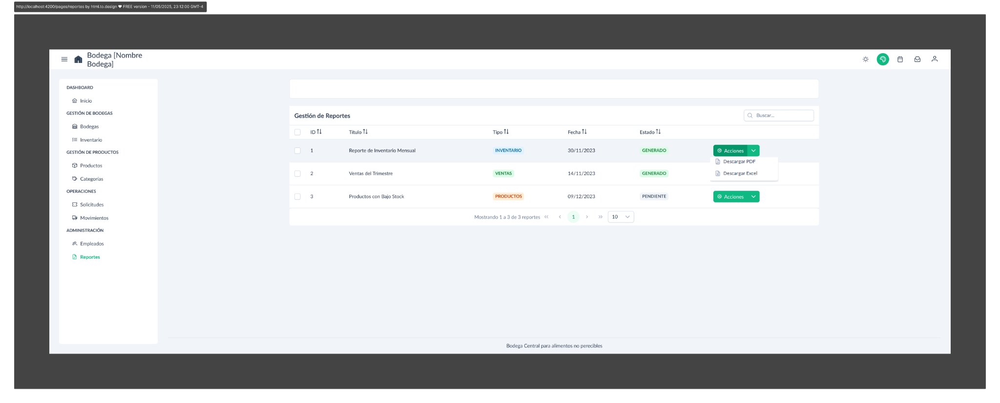 http://localhost:4200/pages/reportes by html.to.design ❤ FREE version - 11/05/2025, 23:12:00 GMT-4
Bodega [Nombre
Bodega]
DASHBOARD
Inicio
GESTIÓN DE BODEGAS
Bodegas
Inventario
GESTIÓN DE PRODUCTOS
Productos
Categorías
OPERACIONES
Solicitudes
Movimientos
ADMINISTRACIÓN
Empleados
Reportes
Gestión de Reportes
Buscar...
ID Título Tipo Fecha Estado
1 Reporte de Inventario Mensual INVENTARIO 30/11/2023 GENERADO Acciones
Descargar PDF
2 Ventas del Trimestre VENTAS 14/11/2023 GENERADO
Descargar Excel
3 Productos con Bajo Stock PRODUCTOS 09/12/2023 PENDIENTE Acciones
Mostrando 1 a 3 de 3 reportes « ‹ 1 › » 10
Bodega Central para alimentos no perecibles